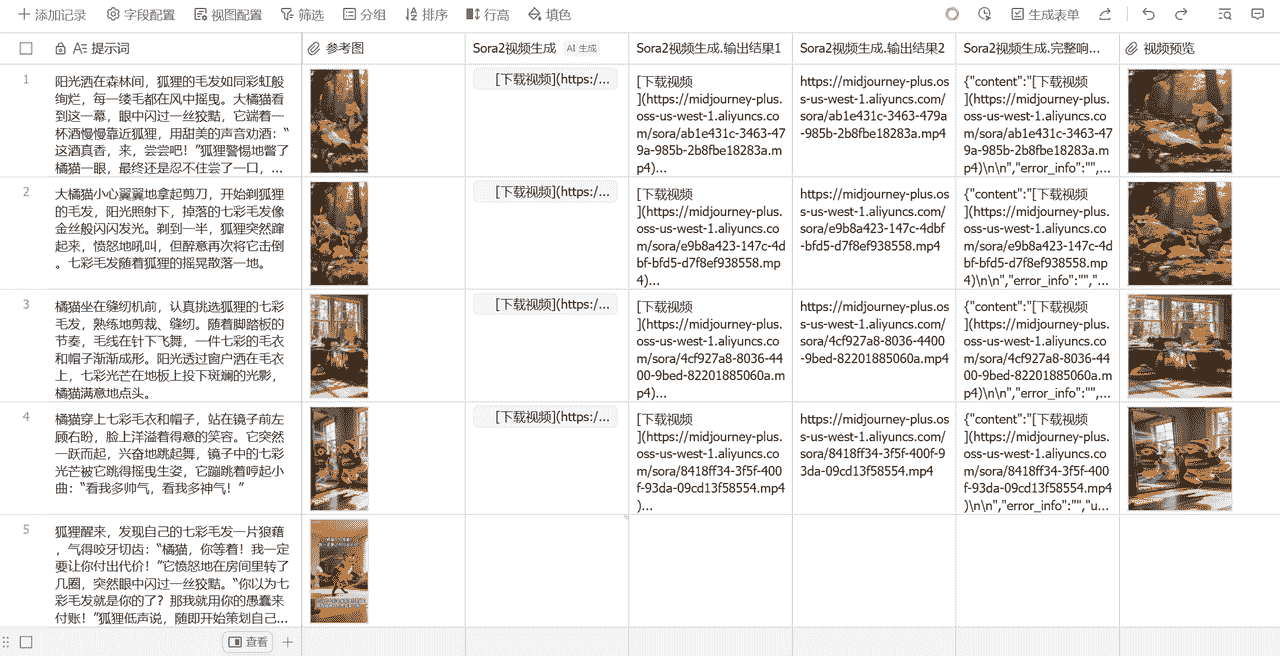 添加记录 字段配置 视图配置 筛选 分组 排序 行高 填色 生成表单
提示词 参考图 Sora2视频生成 AI 生成 Sora2视频生成.输出结果1 Sora2视频生成.输出结果2 Sora2视频生成.完整响... 视频预览
1
阳光洒在森林间，狐狸的毛发如同彩虹般
绚烂，每一缕毛都在风中摇曳。大橘猫看
到这一幕，眼中闪过一丝狡黠，它端着一
杯酒慢慢靠近狐狸，用甜美的声音劝酒：“
这酒真香，来，尝尝吧！”狐狸警惕地瞥了
橘猫一眼，最终还是忍不住尝了一口，...
[下载视频](https:/...
[下载视频
](https://midjourney-plus.
oss-us-west-1.aliyuncs.co
m/sora/ab1e431c-3463-47
9a-985b-2b8fbe18283a.m
p4)...
https://midjourney-plus.os
s-us-west-1.aliyuncs.com/
sora/ab1e431c-3463-479a
-985b-2b8fbe18283a.mp4
{"content":"[下载视频
](https://midjourney-plus.
oss-us-west-1.aliyuncs.co
m/sora/ab1e431c-3463-47
9a-985b-2b8fbe18283a.m
p4)\n\n","error_info":"",...
2
大橘猫小心翼翼地拿起剪刀，开始剃狐狸
的毛发，阳光照射下，掉落的七彩毛发像
金丝般闪闪发光。剃到一半，狐狸突然蹿
起来，愤怒地吼叫，但醉意再次将它击倒
。七彩毛发随着狐狸的摇晃散落一地。
[下载视频](https:/...
[下载视频
](https://midjourney-plus.
oss-us-west-1.aliyuncs.co
m/sora/e9b8a423-147c-4d
bf-bfd5-d7f8ef938558.mp
4)...
https://midjourney-plus.os
s-us-west-1.aliyuncs.com/
sora/e9b8a423-147c-4dbf
-bfd5-d7f8ef938558.mp4
{"content":"[下载视频
](https://midjourney-plus.
oss-us-west-1.aliyuncs.co
m/sora/e9b8a423-147c-4d
bf-bfd5-d7f8ef938558.mp
4)\n\n","error_info":"","...
3
橘猫坐在缝纫机前，认真挑选狐狸的七彩
毛发，熟练地剪裁、缝纫。随着脚踏板的
节奏，毛线在针下飞舞，一件七彩的毛衣
和帽子渐渐成形。阳光透过窗户洒在毛衣
上，七彩光芒在地板上投下斑斓的光影，
橘猫满意地点头。
[下载视频](https:/...
[下载视频
](https://midjourney-plus.
oss-us-west-1.aliyuncs.co
m/sora/4cf927a8-8036-44
00-9bed-82201885060a.m
p4)...
https://midjourney-plus.os
s-us-west-1.aliyuncs.com/
sora/4cf927a8-8036-4400
-9bed-82201885060a.mp4
{"content":"[下载视频
](https://midjourney-plus.
oss-us-west-1.aliyuncs.co
m/sora/4cf927a8-8036-44
00-9bed-82201885060a.m
p4)\n\n","error_info":"",...
4
橘猫穿上七彩毛衣和帽子，站在镜子前左
顾右盼，脸上洋溢着得意的笑容。它突然
一跃而起，兴奋地跳起舞，镜子中的七彩
光芒被它跳得摇曳生姿，它蹦跳着哼起小
曲：“看我多帅气，看我多神气！”
[下载视频](https:/...
[下载视频
](https://midjourney-plus.
oss-us-west-1.aliyuncs.co
m/sora/8418ff34-3f5f-400
f-93da-09cd13f58554.mp4
)...
https://midjourney-plus.os
s-us-west-1.aliyuncs.com/
sora/8418ff34-3f5f-400f-9
3da-09cd13f58554.mp4
{"content":"[下载视频
](https://midjourney-plus.
oss-us-west-1.aliyuncs.co
m/sora/8418ff34-3f5f-400
f-93da-09cd13f58554.mp4
)\n\n","error_info":"","u...
5
狐狸醒来，发现自己的七彩毛发一片狼藉
，气得咬牙切齿：“橘猫，你等着！我一定
要让你付出代价！”它愤怒地在房间里转了
几圈，突然眼中闪过一丝狡黠。“你以为七
彩毛发就是你的了？那我就用你的愚蠢来
付账！”狐狸低声说，随即开始策划自己...
查看